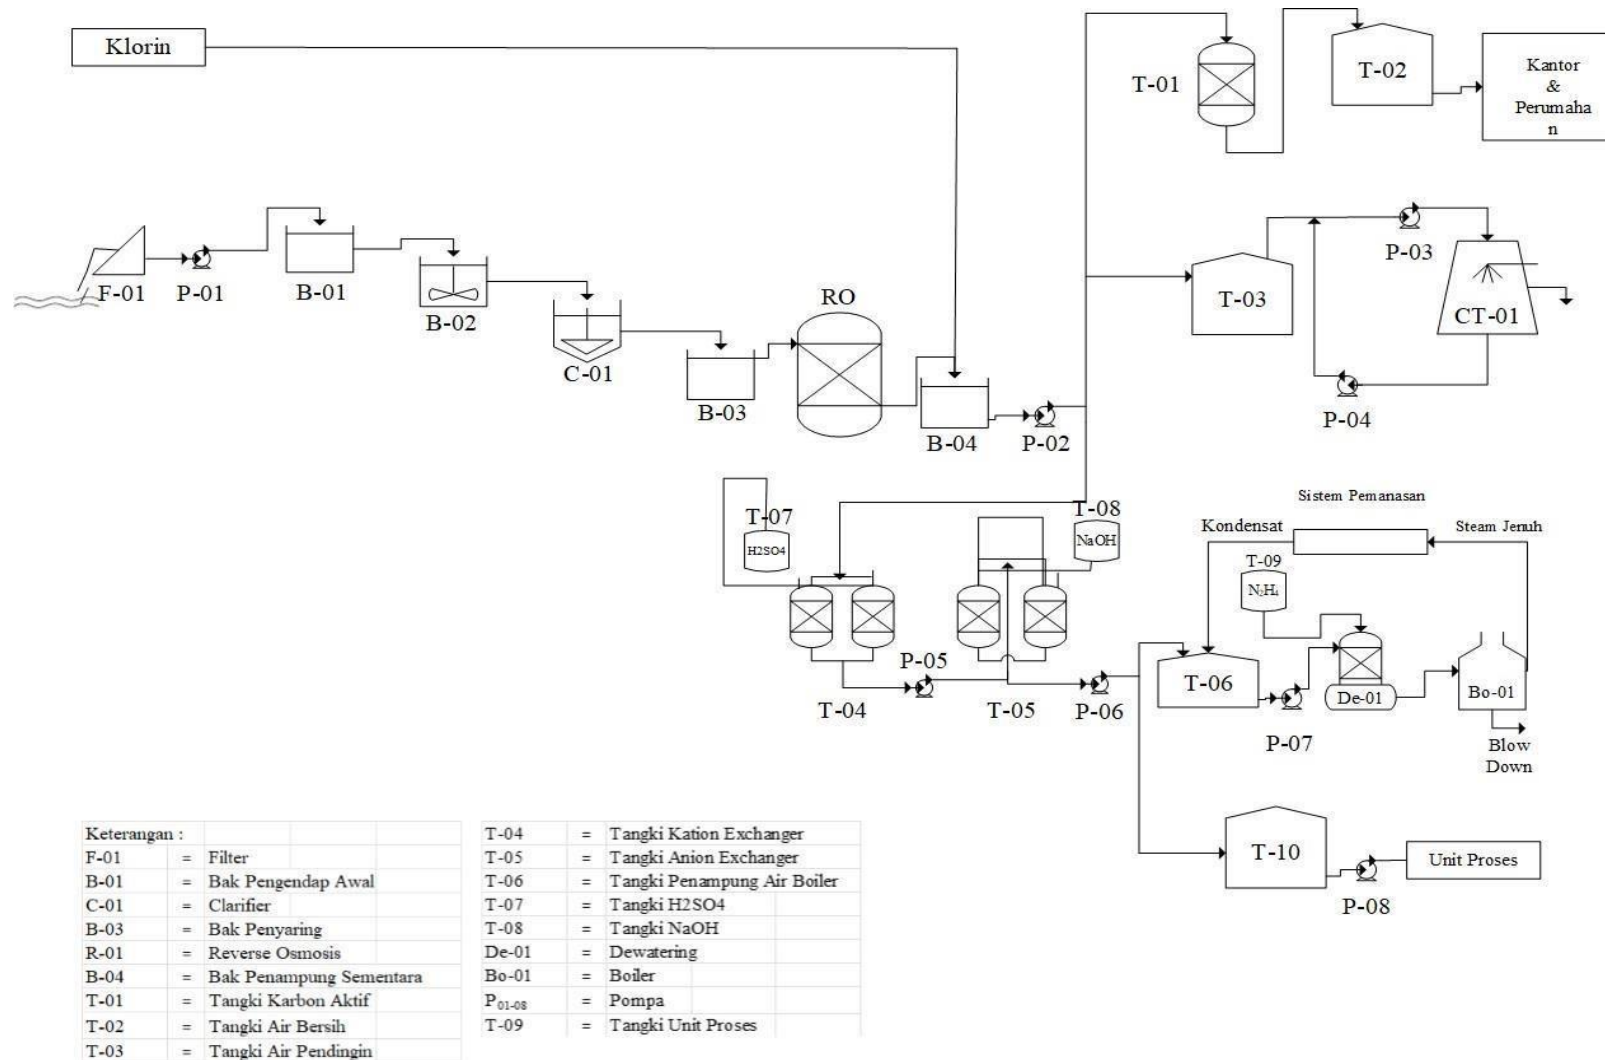 Klorin
T-01
T-02
Kantor
&
Perumaha
n
F-01
P-01
B-01
B-02
C-01
B-03
RO
B-04
P-02
T-03
P-03
CT-01
P-04
T-07
H2SO4
T-08
NaOH
Sistem Pemanasan
Kondensat
Steam Jenuh
T-09
N2H4
T-04
P-05
T-05
P-06
T-06
P-07
De-01
Bo-01
Blow
Down
T-10
P-08
Unit Proses
Keterangan :
F-01 = Filter
B-01 = Bak Pengendap Awal
C-01 = Clarifier
B-03 = Bak Penyaring
R-01 = Reverse Osmosis
B-04 = Bak Penampung Sementara
T-01 = Tangki Karbon Aktif
T-02 = Tangki Air Bersih
T-03 = Tangki Air Pendingin
T-04 = Tangki Kation Exchanger
T-05 = Tangki Anion Exchanger
T-06 = Tangki Penampung Air Boiler
T-07 = Tangki H2SO4
T-08 = Tangki NaOH
De-01 = Dewatering
Bo-01 = Boiler
P01-08 = Pompa
T-09 = Tangki Unit Proses